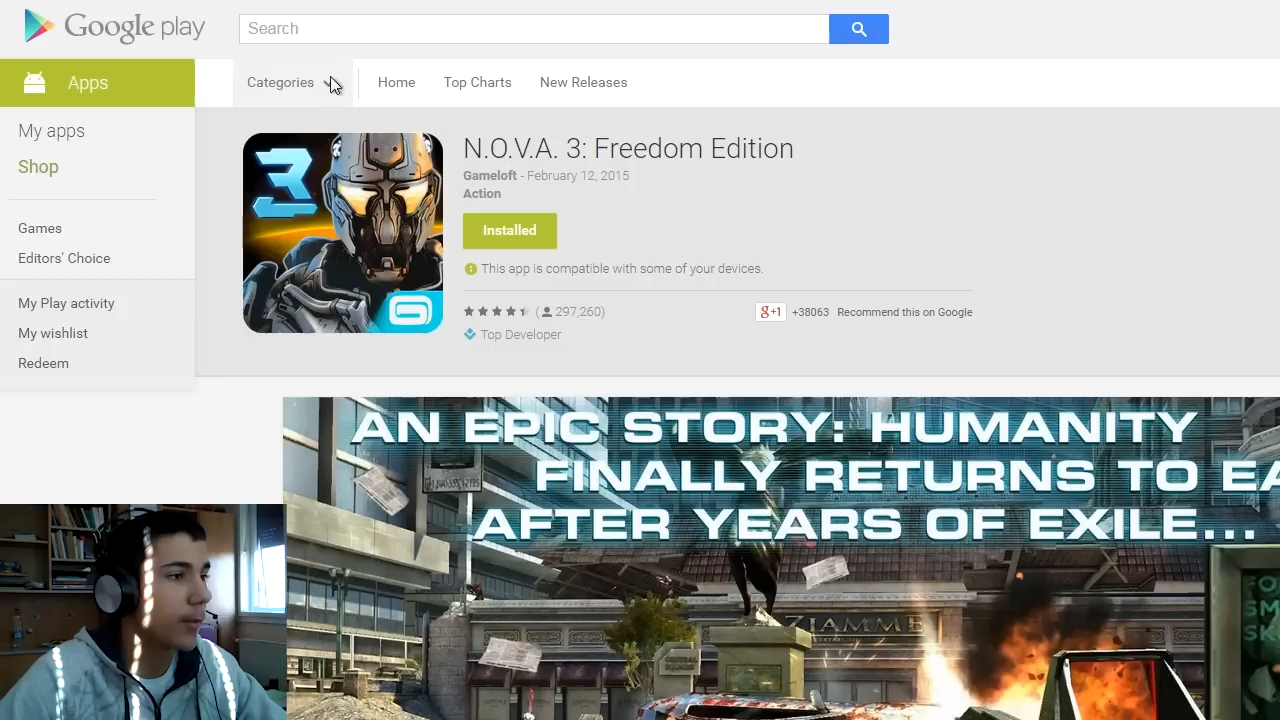 Google play
Search
Apps
Categories
Home
Top Charts
New Releases
My apps
Shop
Games
Editors' Choice
My Play activity
My wishlist
Redeem
3
N.O.V.A. 3: Freedom Edition
Gameloft - February 12, 2015
Action
Installed
This app is compatible with some of your devices.
(297,260)
g+1
+38063
Recommend this on Google
Top Developer
AN EPIC STORY: HUMANITY
FINALLY RETURNS TO EA
AFTER YEARS OF EXILE...
ZIAMME